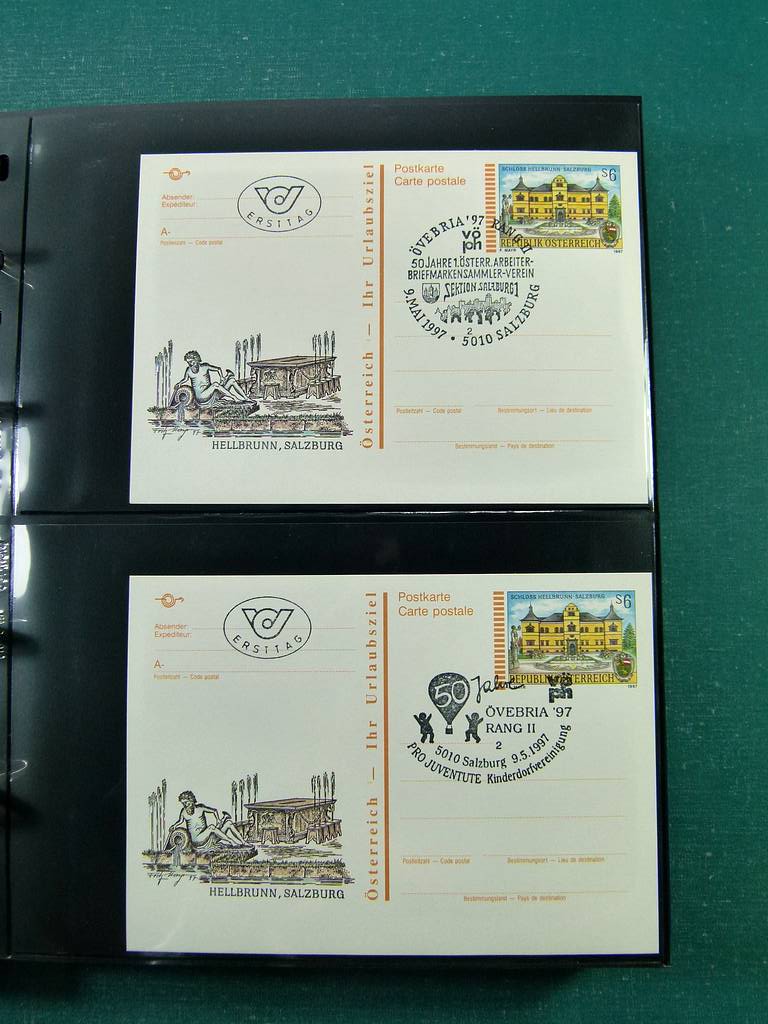 Absender:
Expéditeur:
ERSTTAG
A-
Postleitzahl — Code postal
Österreich — Ihr Urlaubsziel
Postkarte
Carte postale
SCHLOSS HELLBRUNN·SALZBURG
S6
REPUBLIK ÖSTERREICH
1997
ÖVEBRIA '97 RANG II
vö
ph
50 JAHRE 1. ÖSTERR. ARBEITER-
BRIEFMARKENSAMMLER-VEREIN
SEKTION SALZBURG 1
2
9. MAI 1997 • 5010 SALZBURG
HELLBRUNN, SALZBURG
Postleitzahl — Code postal
Bestimmungsort — Lieu de destination
Bestimmungsland — Pays de destination
Absender:
Expéditeur:
ERSTTAG
A-
Postleitzahl — Code postal
Österreich — Ihr Urlaubsziel
Postkarte
Carte postale
SCHLOSS HELLBRUNN·SALZBURG
S6
REPUBLIK ÖSTERREICH
1997
50 Jahre vö
ph
ÖVEBRIA '97
RANG II
2
5010 Salzburg 9.5.1997
PRO JUVENTUTE Kinderdorfvereinigung
HELLBRUNN, SALZBURG
Postleitzahl — Code postal
Bestimmungsort — Lieu de destination
Bestimmungsland — Pays de destination